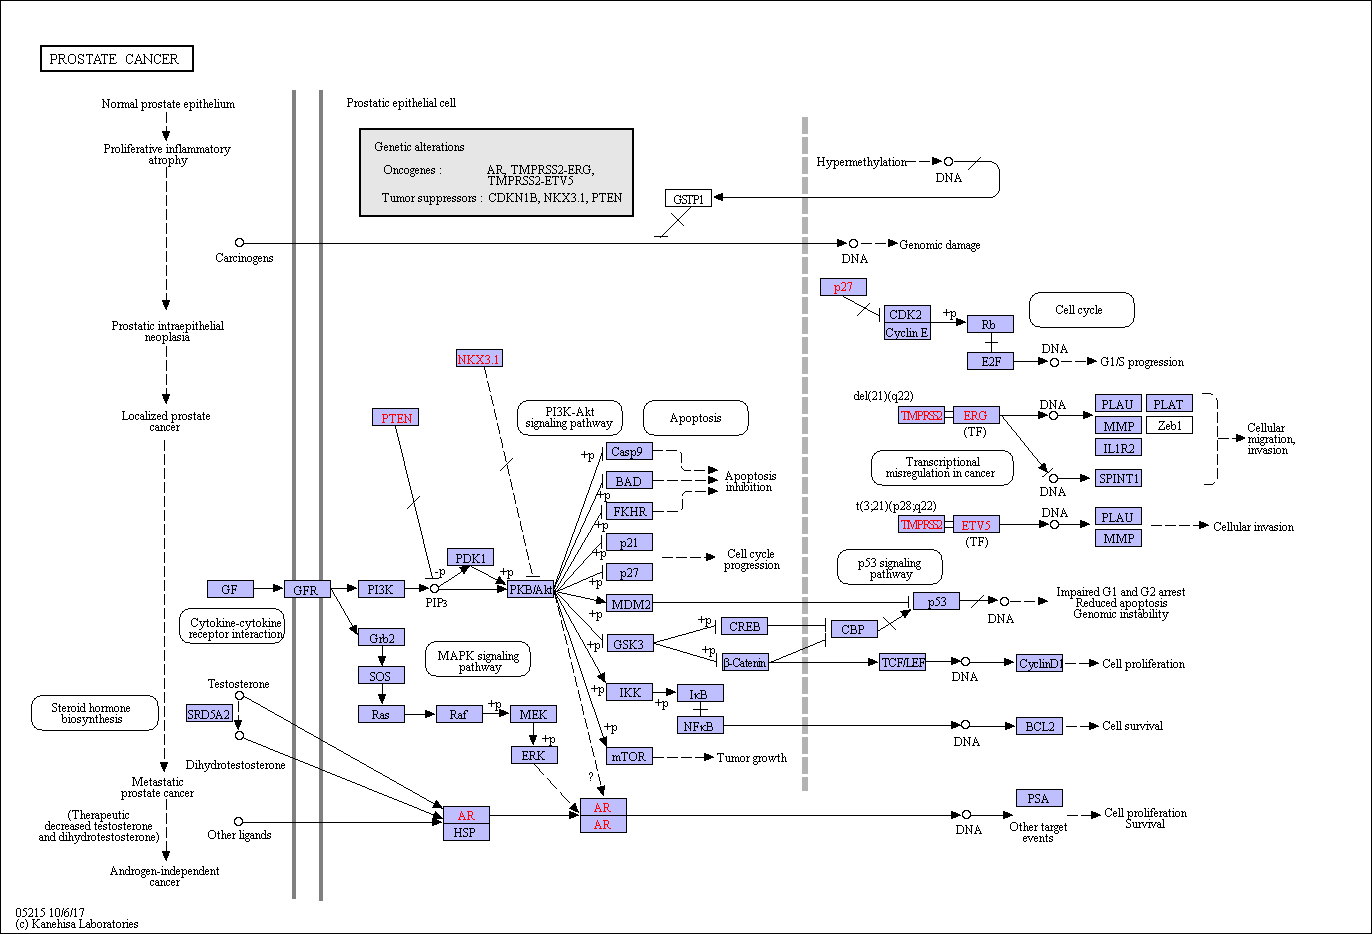 PROSTATE CANCER
Normal prostate epithelium
Proliferative inflammatory
atrophy
Prostatic intraepithelial
neoplasia
Localized prostate
cancer
Metastatic
prostate cancer
(Therapeutic
decreased testosterone
and dihydrotestosterone)
Androgen-independent
cancer
Steroid hormone
biosynthesis
Prostatic epithelial cell
Genetic alterations
Oncogenes : AR, TMPRSS2-ERG,
TMPRSS2-ETV5
Tumor suppressors : CDKN1B, NKX3.1, PTEN
Hypermethylation
DNA
GSTP1
Carcinogens
DNA
Genomic damage
p27
CDK2
Cyclin E
+p
Rb
E2F
Cell cycle
DNA
G1/S progression
NKX3.1
PTEN
PI3K-Akt
signaling pathway
Apoptosis
del(21)(q22)
TMPRSS2
ERG
(TF)
DNA
PLAU
PLAT
MMP
Zeb1
IL1R2
SPINT1
DNA
Cellular
migration,
invasion
Transcriptional
misregulation in cancer
t(3;21)(p28;q22)
TMPRSS2
ETV5
(TF)
DNA
PLAU
MMP
Cellular invasion
+p
Casp9
BAD
+p
FKHR
+p
p21
+p
p27
+p
MDM2
+p
GSK3
+p
IKK
+p
mTOR
+p
Apoptosis
inhibition
Cell cycle
progression
GF
GFR
PI3K
PIP3
-p
PDK1
+p
PKB/Akt
Cytokine-cytokine
receptor interaction
Grb2
SOS
Ras
Raf
+p
MEK
+p
ERK
MAPK signaling
pathway
+p
CREB
+p
β-Catenin
CBP
p53 signaling
pathway
p53
DNA
Impaired G1 and G2 arrest
Reduced apoptosis
Genomic instability
TCF/LEF
DNA
CyclinD1
Cell proliferation
+p
IκB
NFκB
DNA
BCL2
Cell survival
Tumor growth
Testosterone
SRD5A2
Dihydrotestosterone
Other ligands
AR
HSP
?
AR
AR
DNA
PSA
Other target
events
Cell proliferation
Survival
05215 10/6/17
(c) Kanehisa Laboratories